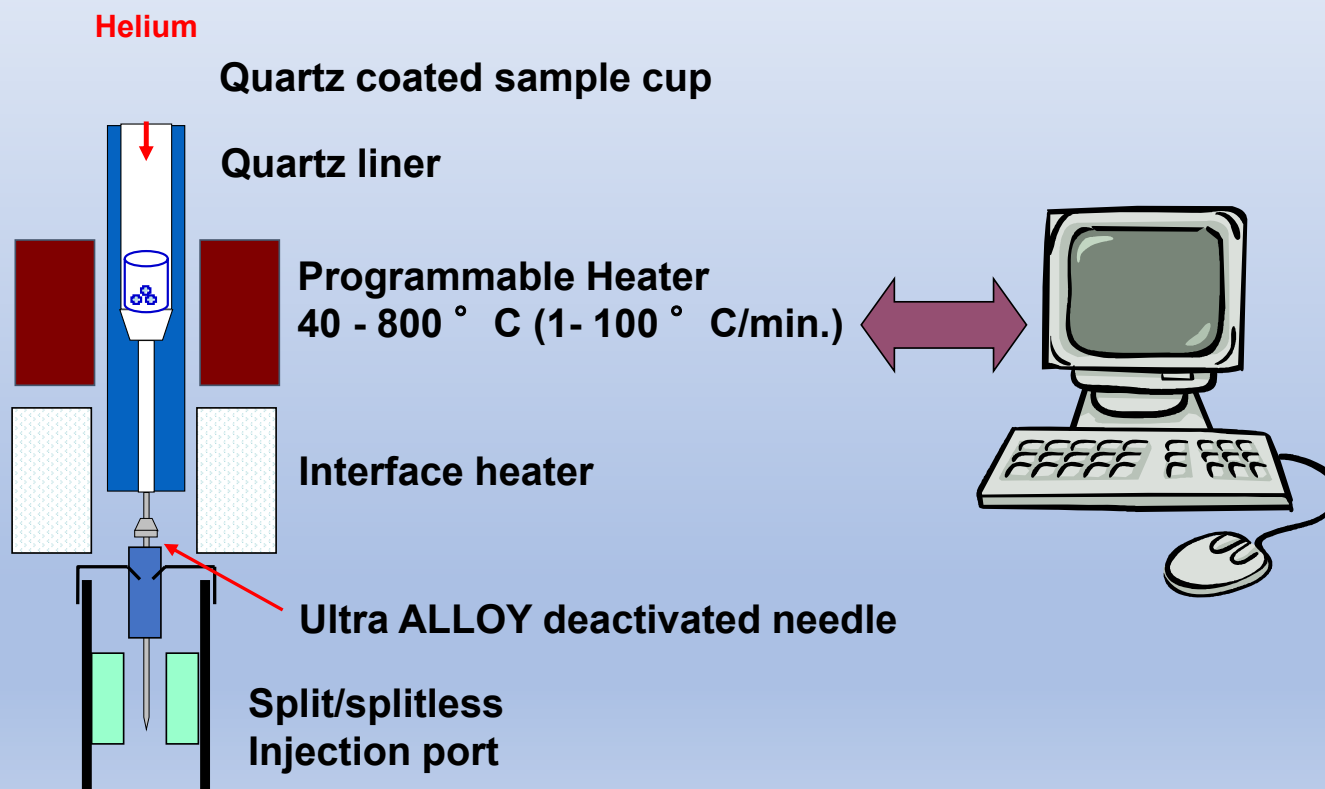 Helium
Quartz coated sample cup
Quartz liner
Programmable Heater
40 - 800 ° C (1- 100 ° C/min.)
Interface heater
Ultra ALLOY deactivated needle
Split/splitless
Injection port